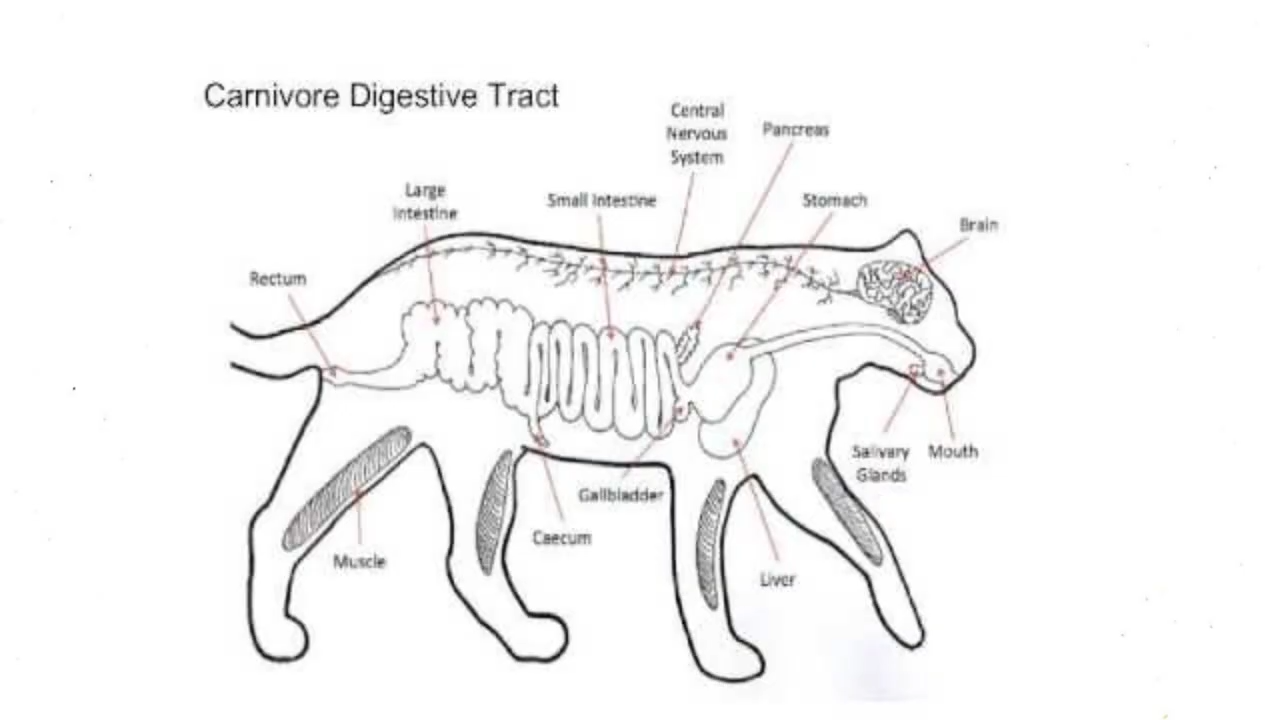 Carnivore Digestive Tract
Central
Nervous
System
Pancreas
Large
Intestine
Small Intestine
Stomach
Brain
Rectum
Salivary
Glands
Mouth
Gallbladder
Caecum
Muscle
Liver